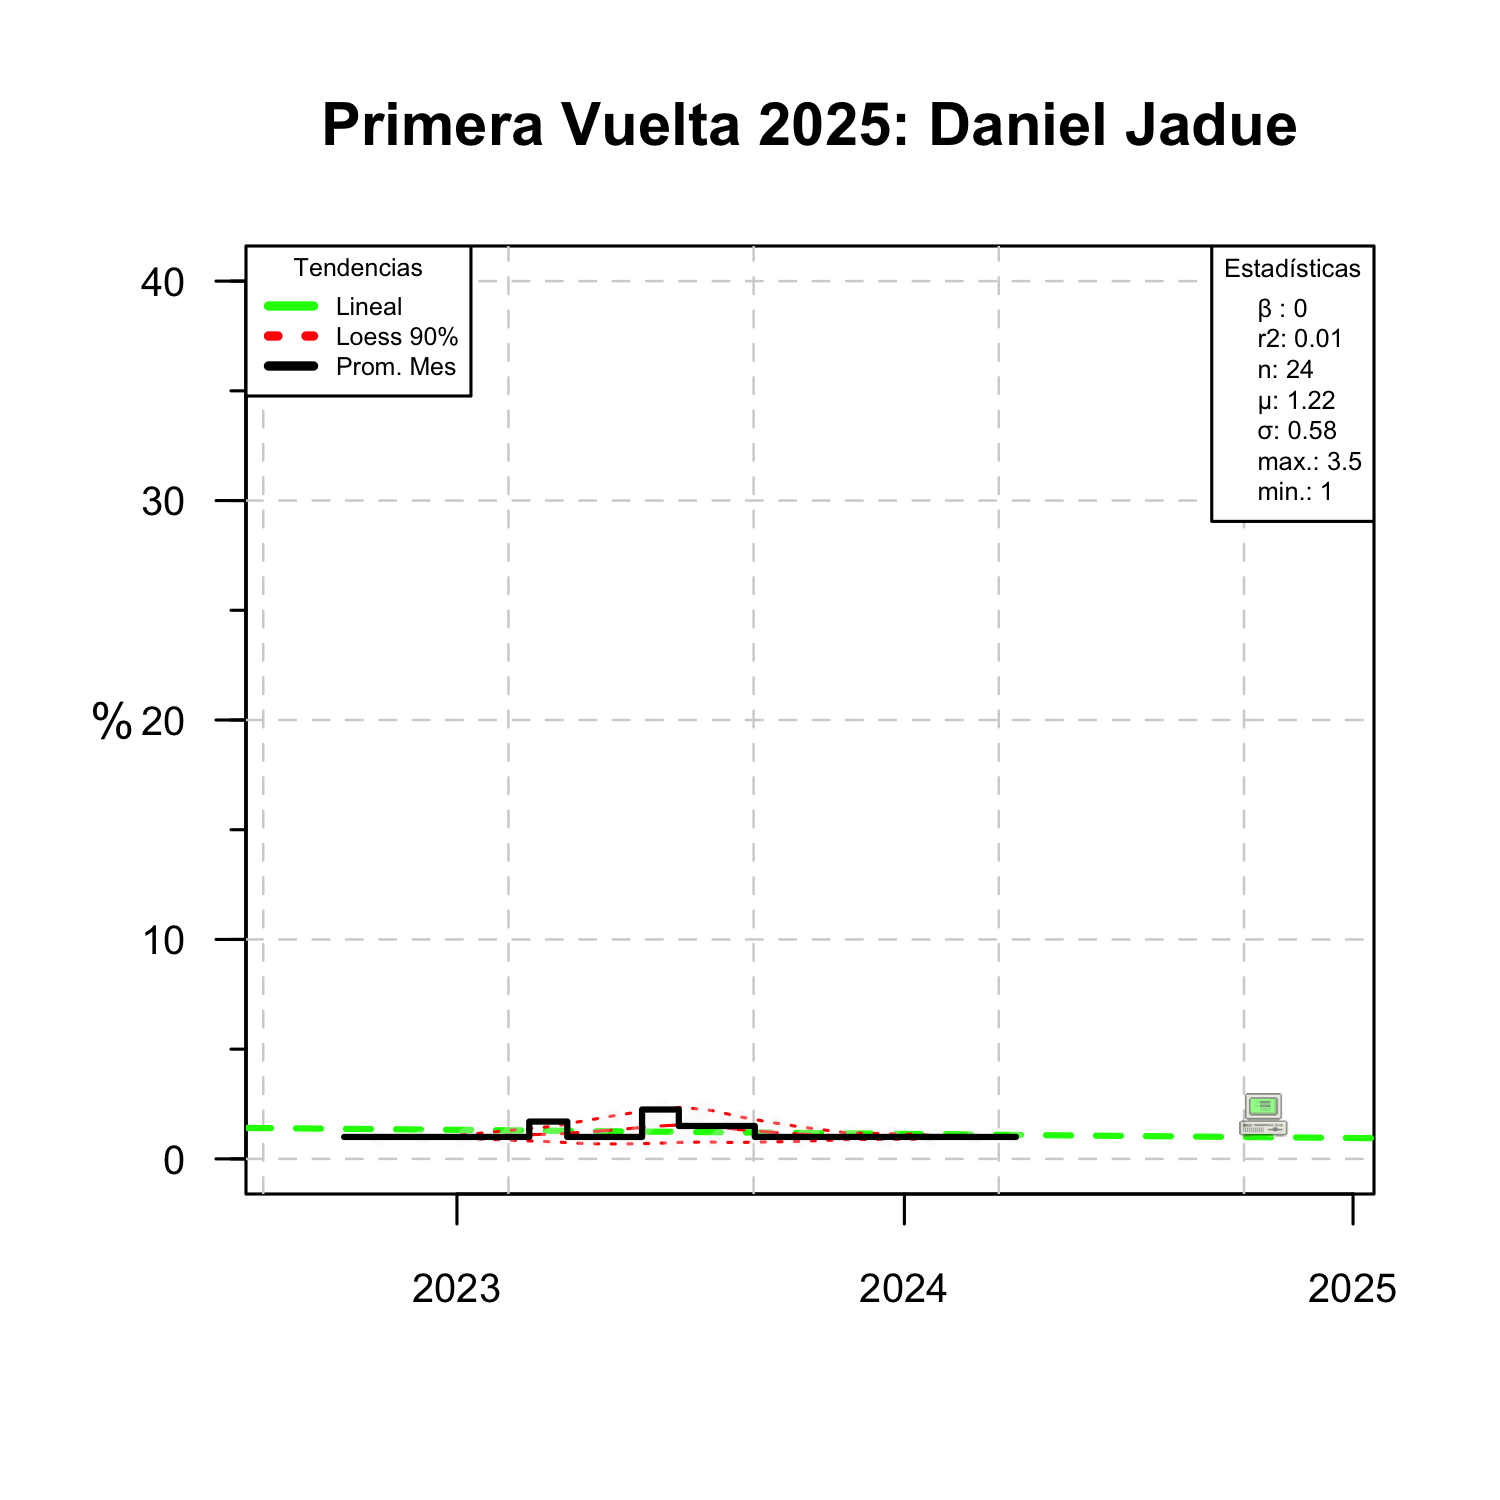 Primera Vuelta 2025: Daniel Jadue
Tendencias
Lineal
Loess 90%
Prom. Mes
Estadísticas
β : 0
r2: 0.01
n: 24
μ: 1.22
σ: 0.58
max.: 3.5
min.: 1
40
30
% 20
10
0
2023 2024 2025